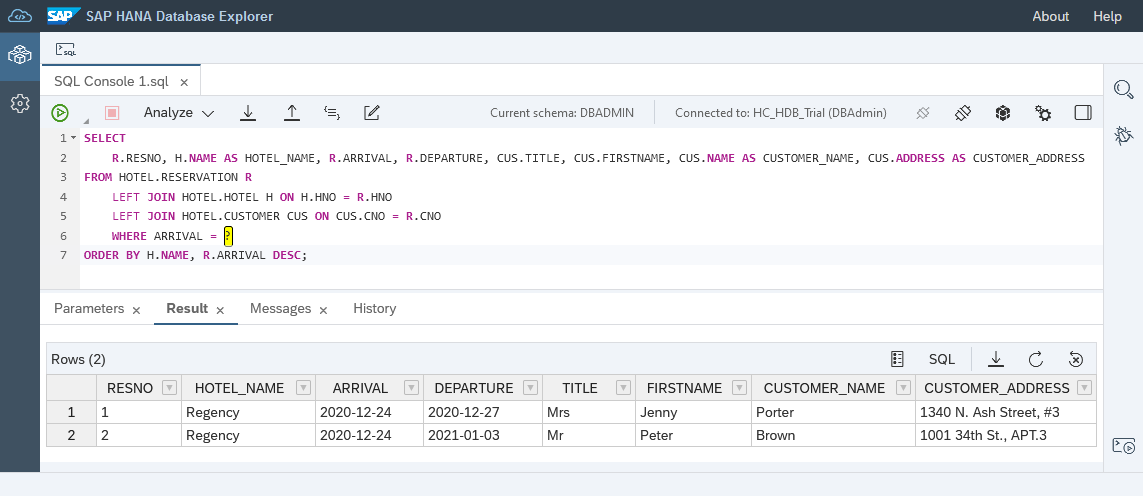 SAP SAP HANA Database Explorer About Help
SQL
SQL Console 1.sql ×
Analyze Current schema: DBADMIN Connected to: HC_HDB_Trial (DBAdmin)
1 SELECT
2 R.RESNO, H.NAME AS HOTEL_NAME, R.ARRIVAL, R.DEPARTURE, CUS.TITLE, CUS.FIRSTNAME, CUS.NAME AS CUSTOMER_NAME, CUS.ADDRESS AS CUSTOMER_ADDRESS
3 FROM HOTEL.RESERVATION R
4 LEFT JOIN HOTEL.HOTEL H ON H.HNO = R.HNO
5 LEFT JOIN HOTEL.CUSTOMER CUS ON CUS.CNO = R.CNO
6 WHERE ARRIVAL = ?
7 ORDER BY H.NAME, R.ARRIVAL DESC;
Parameters × Result × Messages × History
Rows (2) SQL
RESNO HOTEL_NAME ARRIVAL DEPARTURE TITLE FIRSTNAME CUSTOMER_NAME CUSTOMER_ADDRESS
1 1 Regency 2020-12-24 2020-12-27 Mrs Jenny Porter 1340 N. Ash Street, #3
2 2 Regency 2020-12-24 2021-01-03 Mr Peter Brown 1001 34th St., APT.3